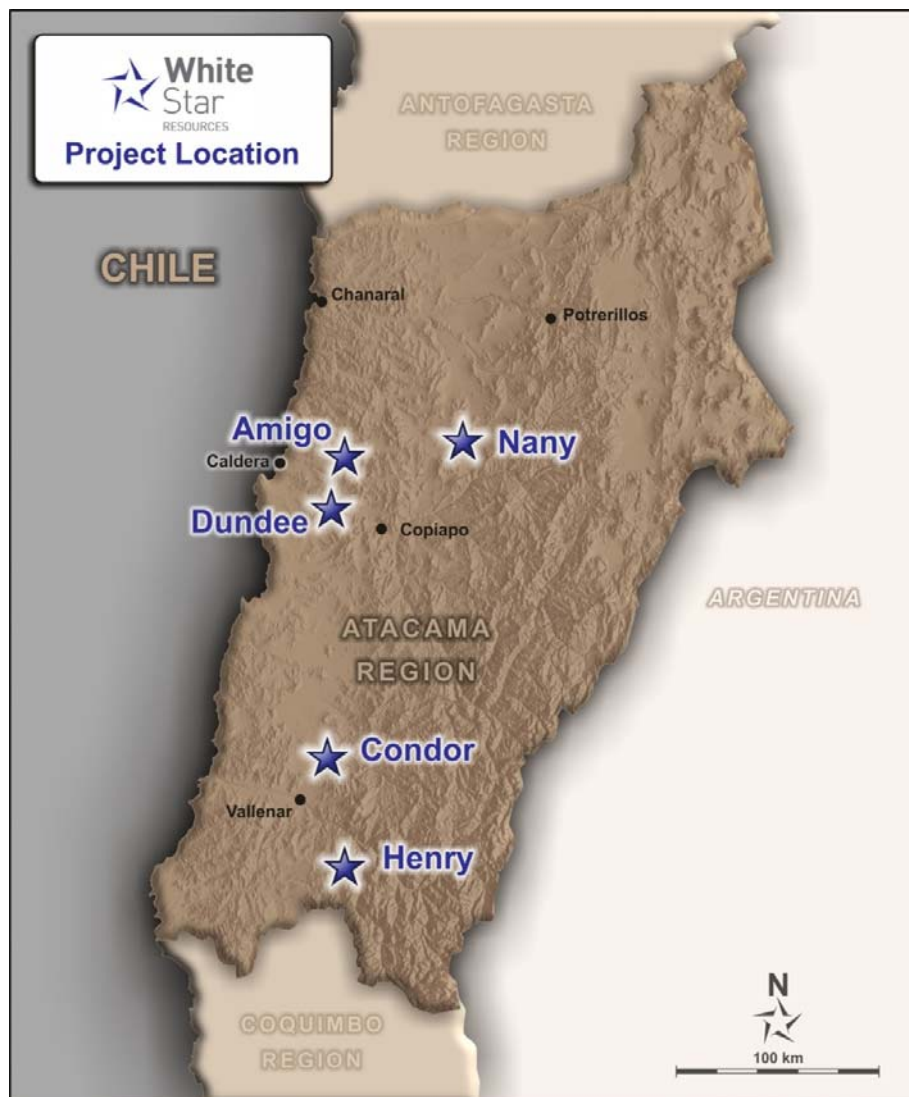 White
Star
RESOURCES
Project Location
ANTOFAGASTA
REGION
CHILE
Chanaral
Potrerillos
Amigo
Nany
Caldera
Dundee
Copiapo
ARGENTINA
ATACAMA
REGION
Condor
Vallenar
Henry
N
COQUIMBO
REGION
100 km